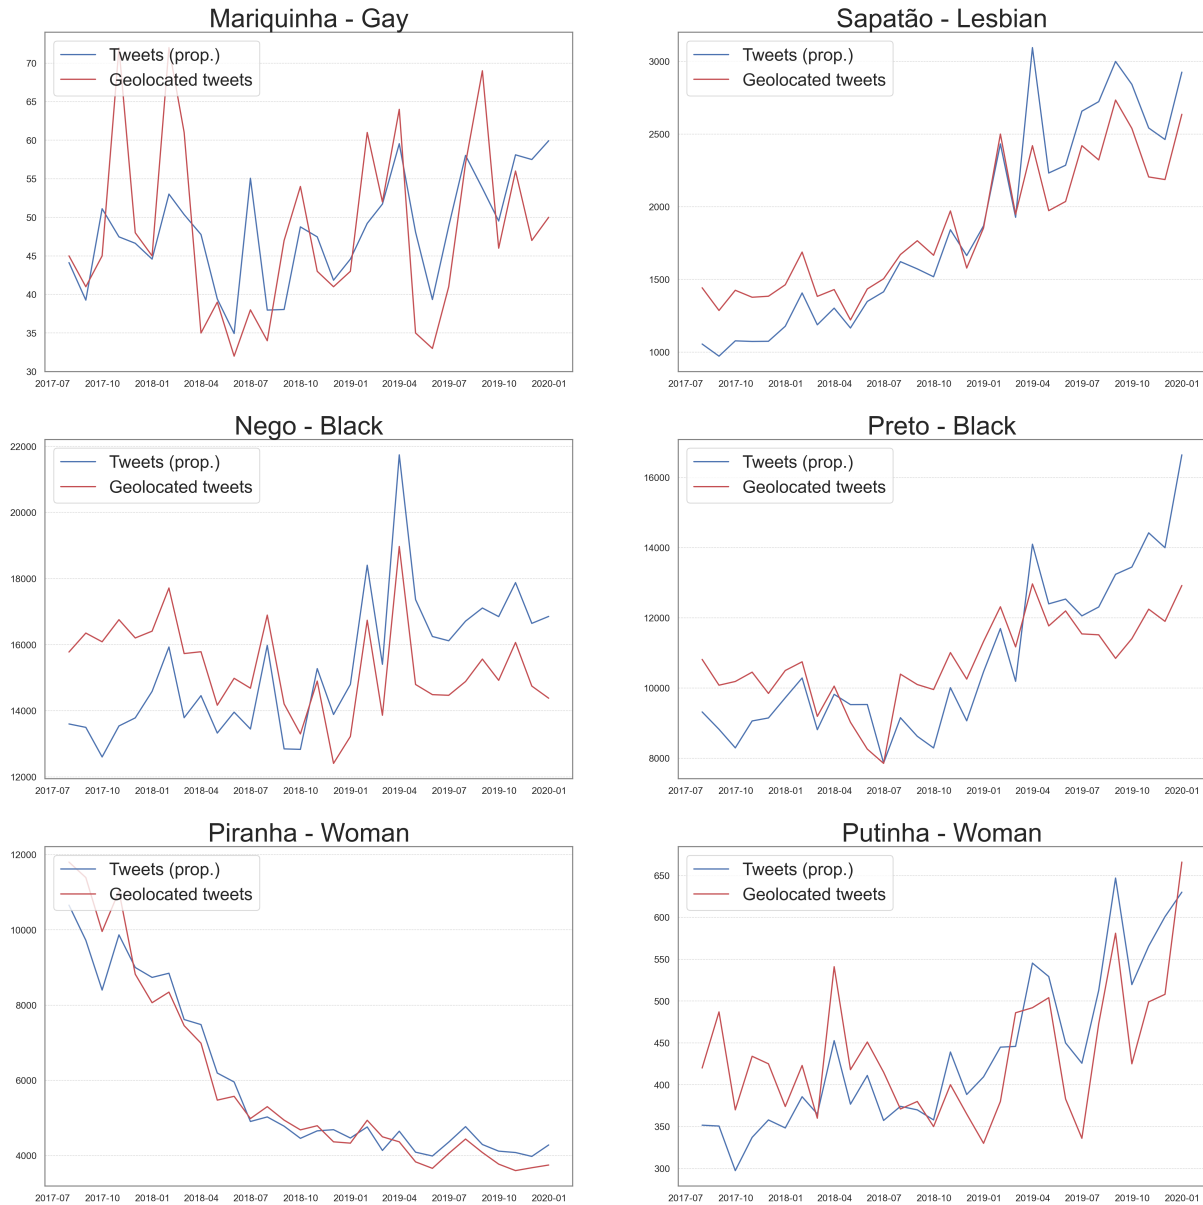 Mariquinha - Gay
Tweets (prop.)
Geolocated tweets
70
65
60
55
50
45
40
35
30
2017-07 2017-10 2018-01 2018-04 2018-07 2018-10 2019-01 2019-04 2019-07 2019-10 2020-01
Sapatão - Lesbian
Tweets (prop.)
Geolocated tweets
3000
2500
2000
1500
1000
2017-07 2017-10 2018-01 2018-04 2018-07 2018-10 2019-01 2019-04 2019-07 2019-10 2020-01
Nego - Black
Tweets (prop.)
Geolocated tweets
22000
20000
18000
16000
14000
12000
2017-07 2017-10 2018-01 2018-04 2018-07 2018-10 2019-01 2019-04 2019-07 2019-10 2020-01
Preto - Black
Tweets (prop.)
Geolocated tweets
16000
14000
12000
10000
8000
2017-07 2017-10 2018-01 2018-04 2018-07 2018-10 2019-01 2019-04 2019-07 2019-10 2020-01
Piranha - Woman
Tweets (prop.)
Geolocated tweets
12000
10000
8000
6000
4000
2017-07 2017-10 2018-01 2018-04 2018-07 2018-10 2019-01 2019-04 2019-07 2019-10 2020-01
Putinha - Woman
Tweets (prop.)
Geolocated tweets
650
600
550
500
450
400
350
300
2017-07 2017-10 2018-01 2018-04 2018-07 2018-10 2019-01 2019-04 2019-07 2019-10 2020-01